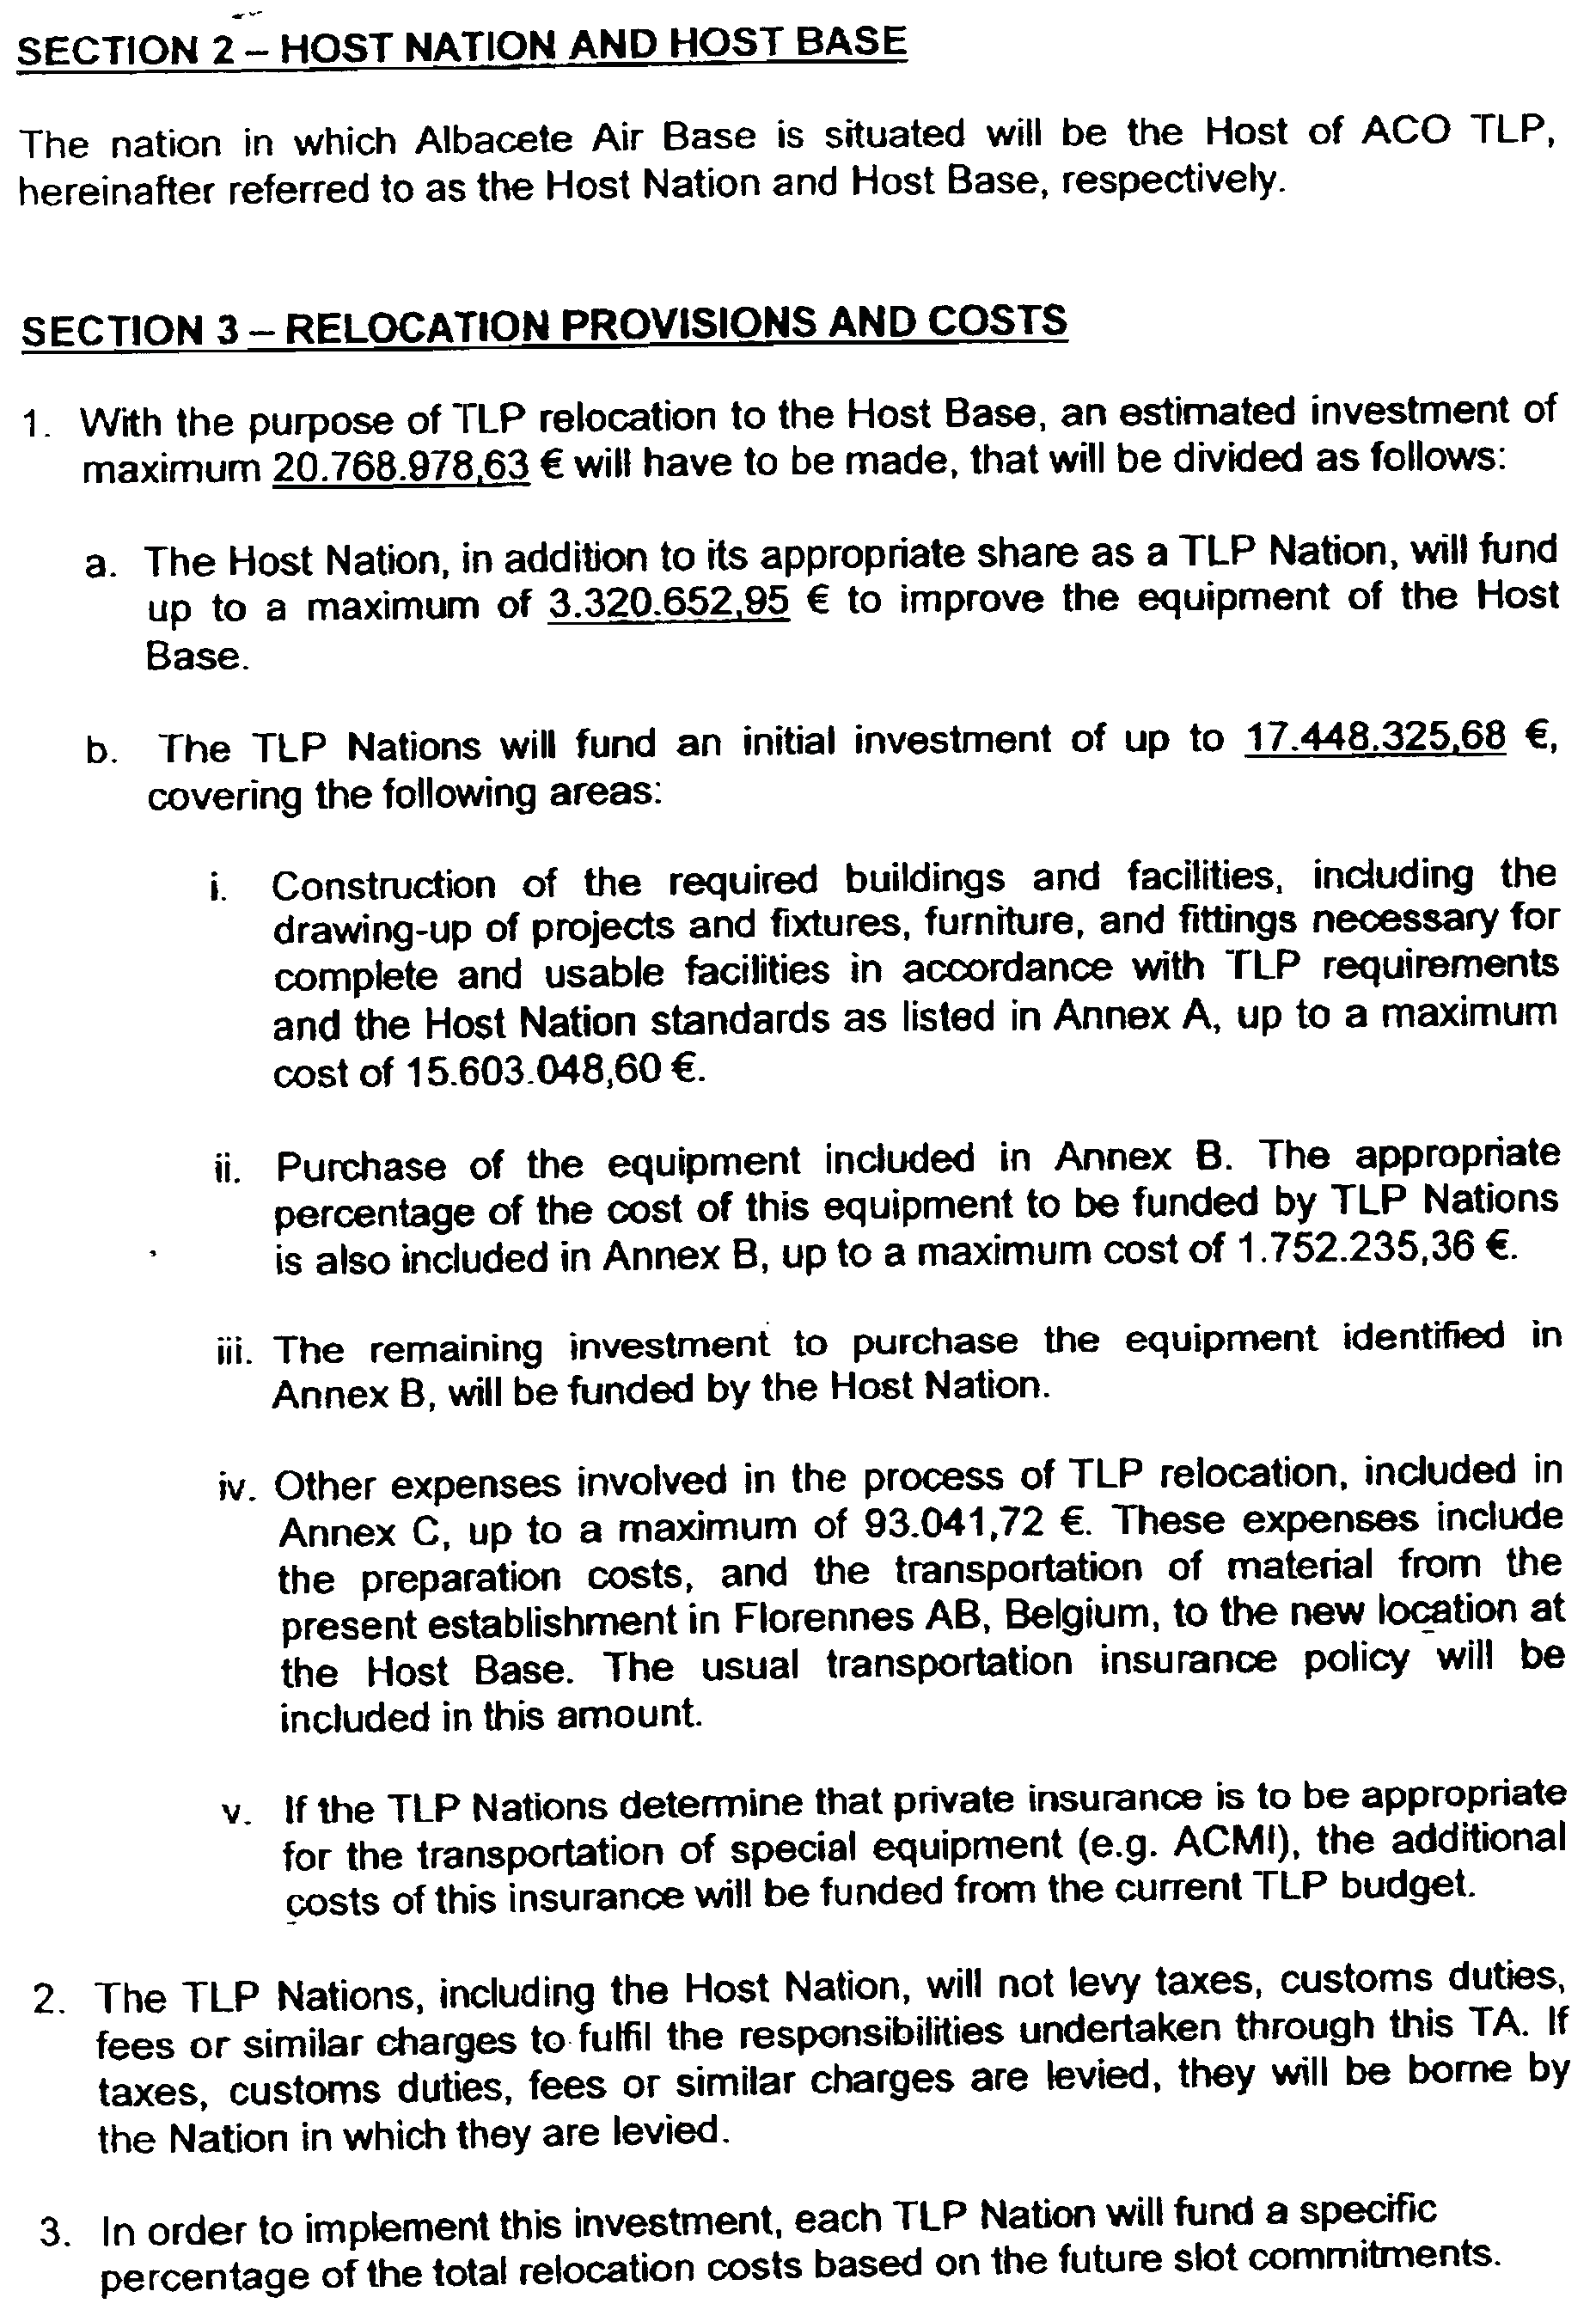 SECTION 2 – HOST NATION AND HOST BASE
The nation in which Albacete Air Base is situated will be the Host of ACO TLP,
hereinafter referred to as the Host Nation and Host Base, respectively.
SECTION 3 – RELOCATION PROVISIONS AND COSTS
1. With the purpose of TLP relocation to the Host Base, an estimated investment of
maximum 20.768.978,63 € will have to be made, that will be divided as follows:
a. The Host Nation, in addition to its appropriate share as a TLP Nation, will fund
up to a maximum of 3.320.652,95 € to improve the equipment of the Host
Base.
b. The TLP Nations will fund an initial investment of up to 17.448.325,68 €,
covering the following areas:
i. Construction of the required buildings and facilities, including the
drawing-up of projects and fixtures, furniture, and fittings necessary for
complete and usable facilities in accordance with TLP requirements
and the Host Nation standards as listed in Annex A, up to a maximum
cost of 15.603.048,60 €.
ii. Purchase of the equipment included in Annex B. The appropriate
percentage of the cost of this equipment to be funded by TLP Nations
is also included in Annex B, up to a maximum cost of 1.752.235,36 €.
iii. The remaining investment to purchase the equipment identified in
Annex B, will be funded by the Host Nation.
iv. Other expenses involved in the process of TLP relocation, included in
Annex C, up to a maximum of 93.041,72 €. These expenses include
the preparation costs, and the transportation of material from the
present establishment in Florennes AB, Belgium, to the new location at
the Host Base. The usual transportation insurance policy will be
included in this amount.
v. If the TLP Nations determine that private insurance is to be appropriate
for the transportation of special equipment (e.g. ACMI), the additional
costs of this insurance will be funded from the current TLP budget.
2. The TLP Nations, including the Host Nation, will not levy taxes, customs duties,
fees or similar charges to fulfil the responsibilities undertaken through this TA. If
taxes, customs duties, fees or similar charges are levied, they will be borne by
the Nation in which they are levied.
3. In order to implement this investment, each TLP Nation will fund a specific
percentage of the total relocation costs based on the future slot commitments.